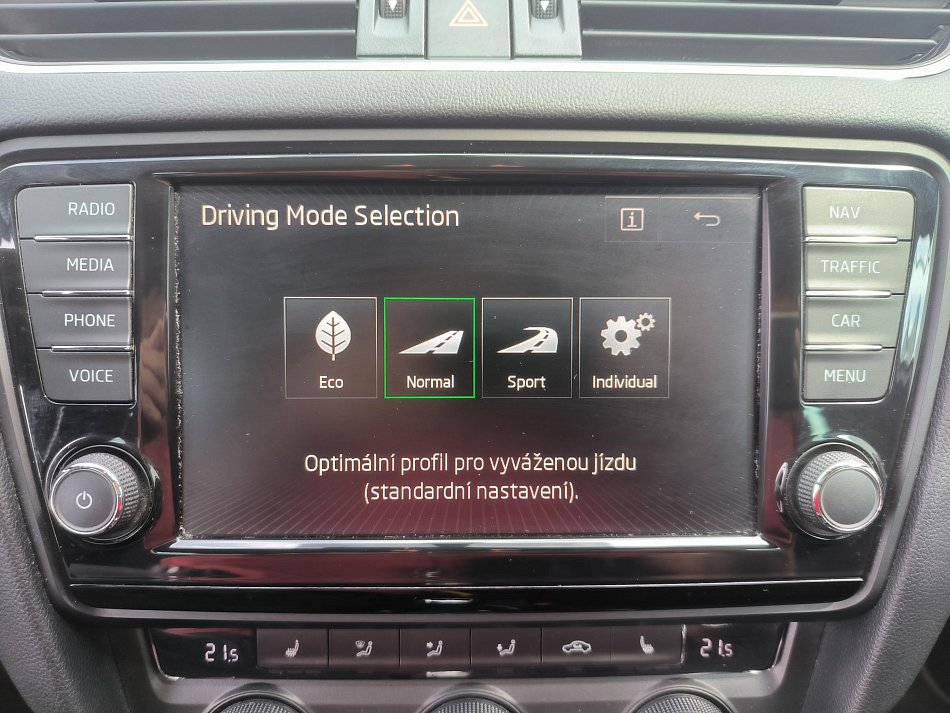 RADIO
MEDIA
PHONE
VOICE
Driving Mode Selection
i
Eco
Normal
Sport
Individual
Optimální profil pro vyváženou jízdu
(standardní nastavení).
NAV
TRAFFIC
CAR
MENU
21,5
21,5